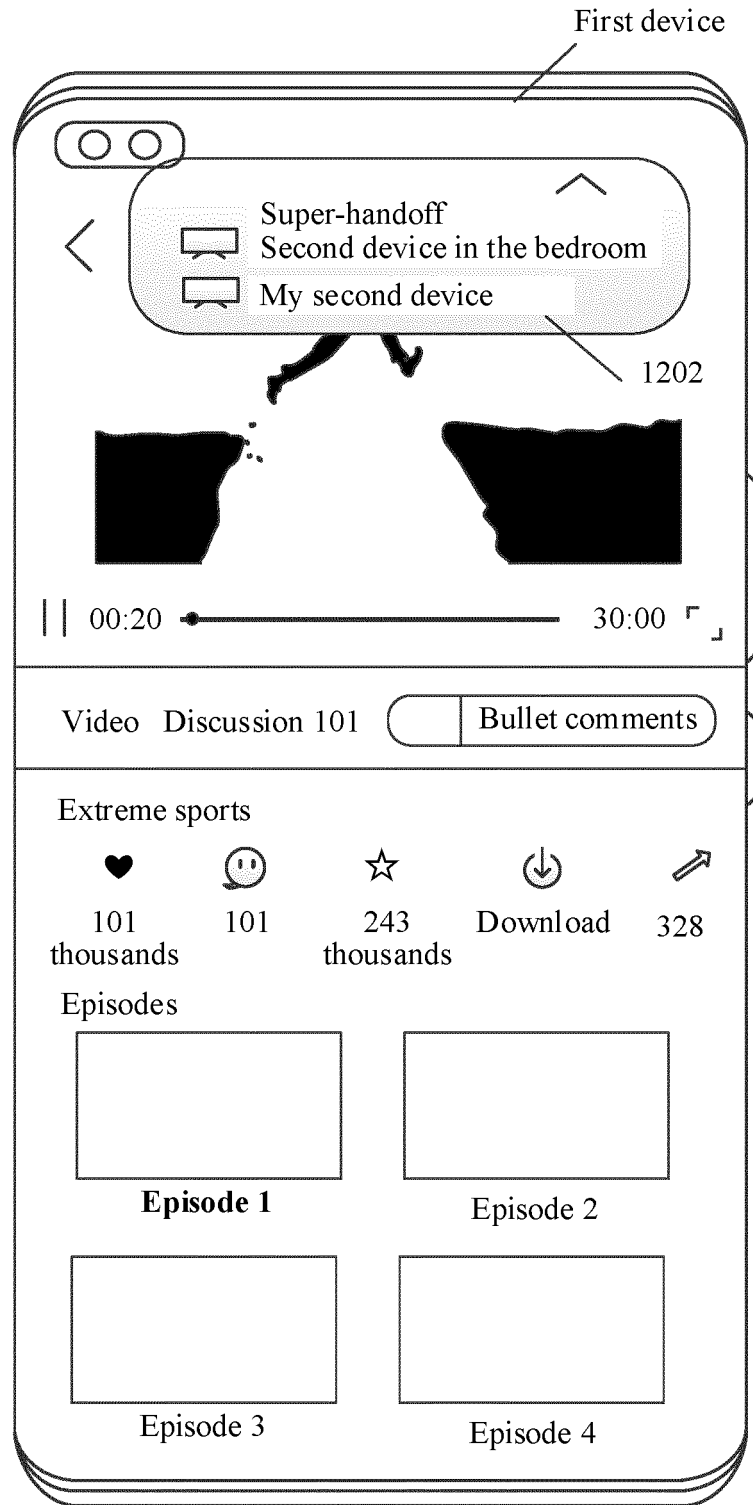 First device
Super-handoff
Second device in the bedroom
My second device
1202
00:20
30:00
Video Discussion 101 Bullet comments
Extreme sports
101 thousands
101
243 thousands
Download
328
Episodes
Episode 1
Episode 2
Episode 3
Episode 4